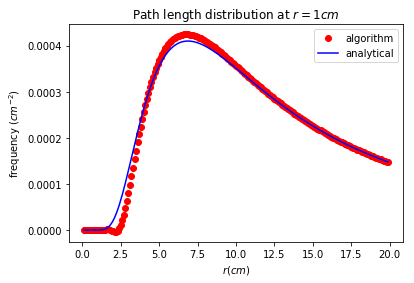 Path length distribution at r = 1cm
algorithm
analytical
frequency (cm⁻²)
0.0004
0.0003
0.0002
0.0001
0.0000
0.0 2.5 5.0 7.5 10.0 12.5 15.0 17.5 20.0
r(cm)